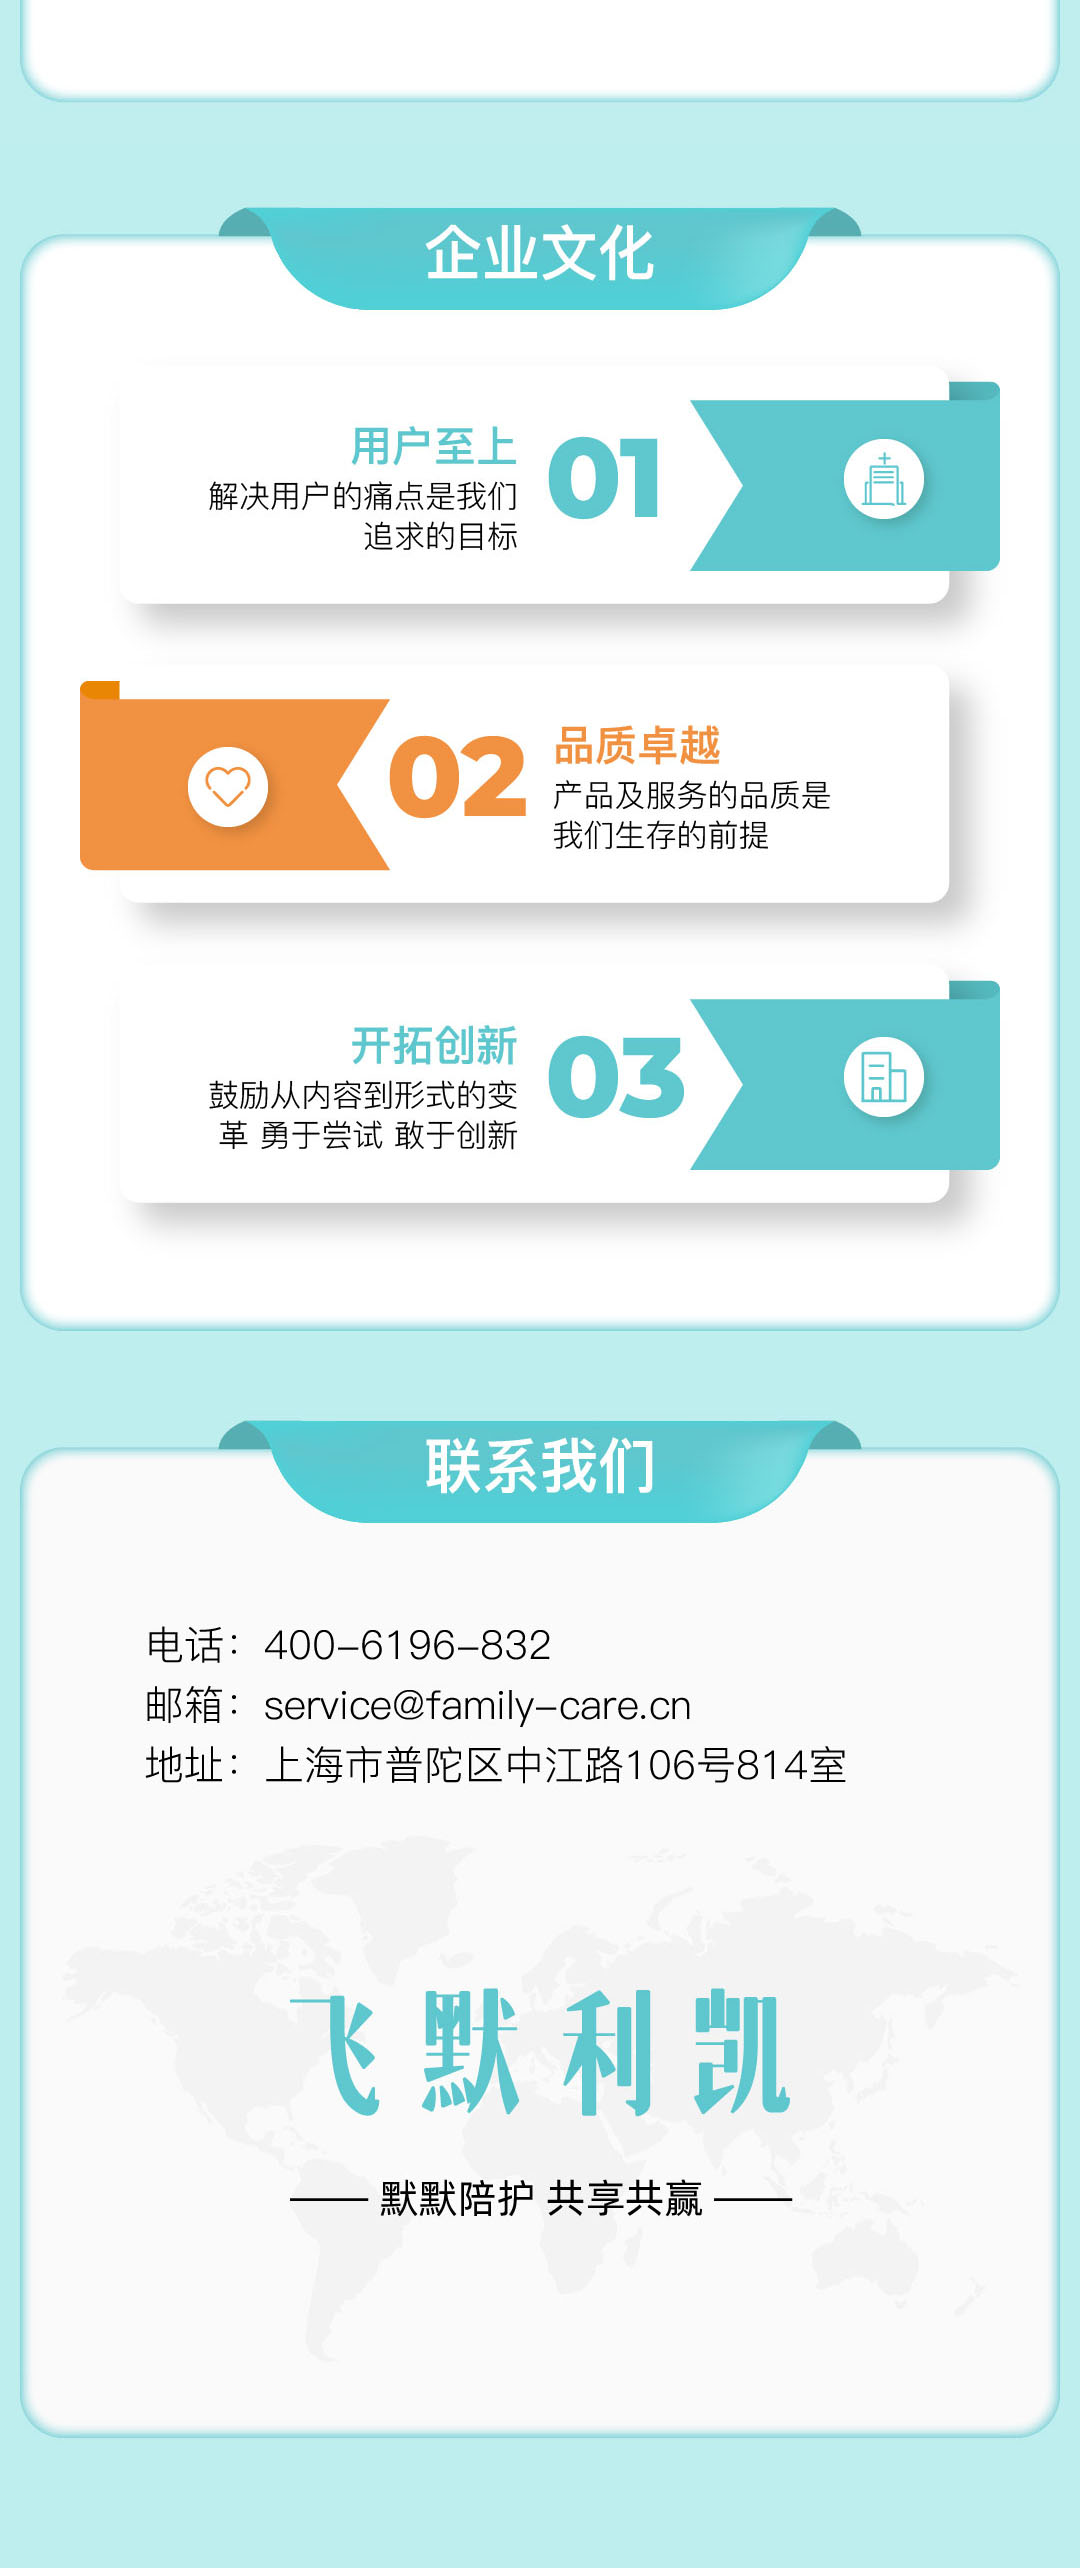 企业文化
用户至上
解决用户的痛点是我们
追求的目标
01
02
品质卓越
产品及服务的品质是
我们生存的前提
开拓创新
鼓励从内容到形式的变
革 勇于尝试 敢于创新
03
联系我们
电话：400-6196-832
邮箱：service@family-care.cn
地址：上海市普陀区中江路106号814室
飞默利凯
—— 默默陪护 共享共赢 ——